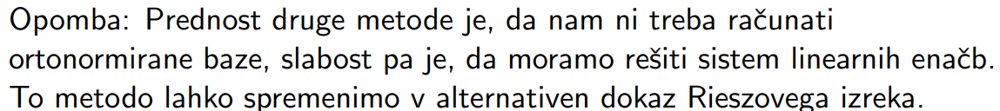 Opomba: Prednost druge metode je, da nam ni treba računati
ortonormirane baze, slabost pa je, da moramo rešiti sistem linearnih enačb.
To metodo lahko spremenimo v alternativen dokaz Rieszovega izreka.